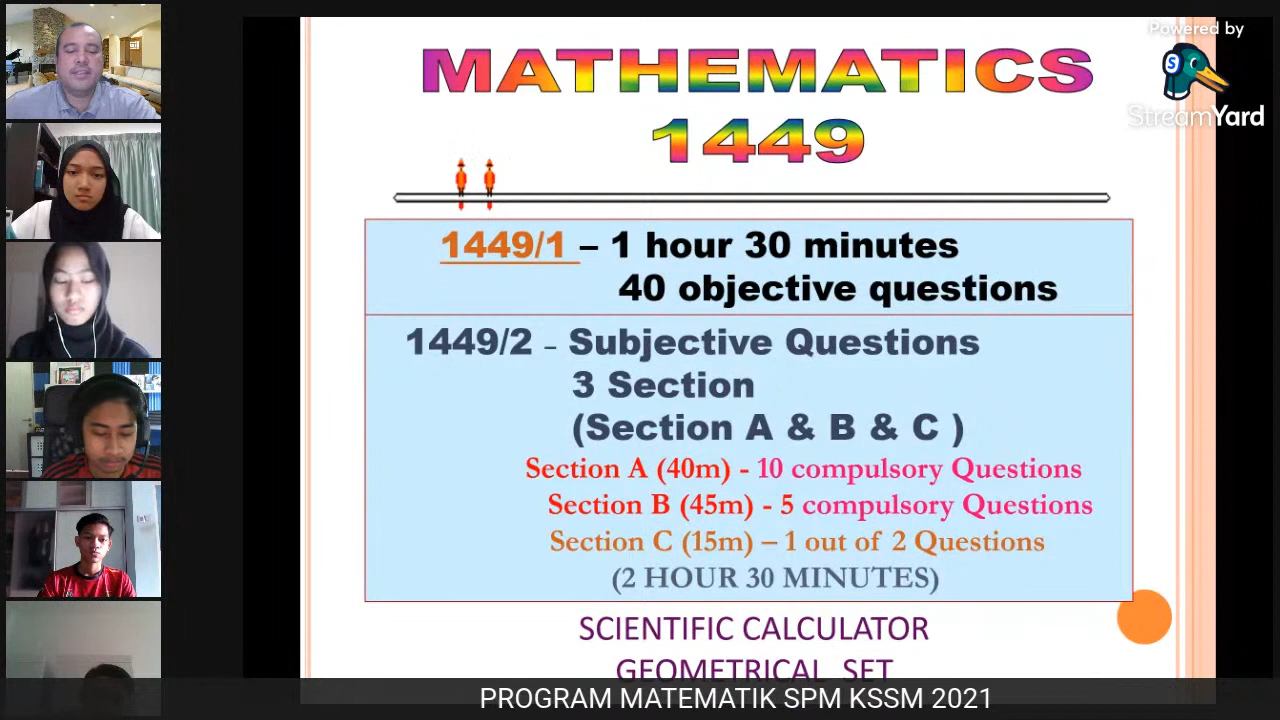 Powered by
StreamYard
MATHEMATICS
1449
1449/1 – 1 hour 30 minutes
40 objective questions
1449/2 – Subjective Questions
3 Section
(Section A & B & C )
Section A (40m) - 10 compulsory Questions
Section B (45m) - 5 compulsory Questions
Section C (15m) – 1 out of 2 Questions
(2 HOUR 30 MINUTES)
SCIENTIFIC CALCULATOR
GEOMETRICAL SET
PROGRAM MATEMATIK SPM KSSM 2021